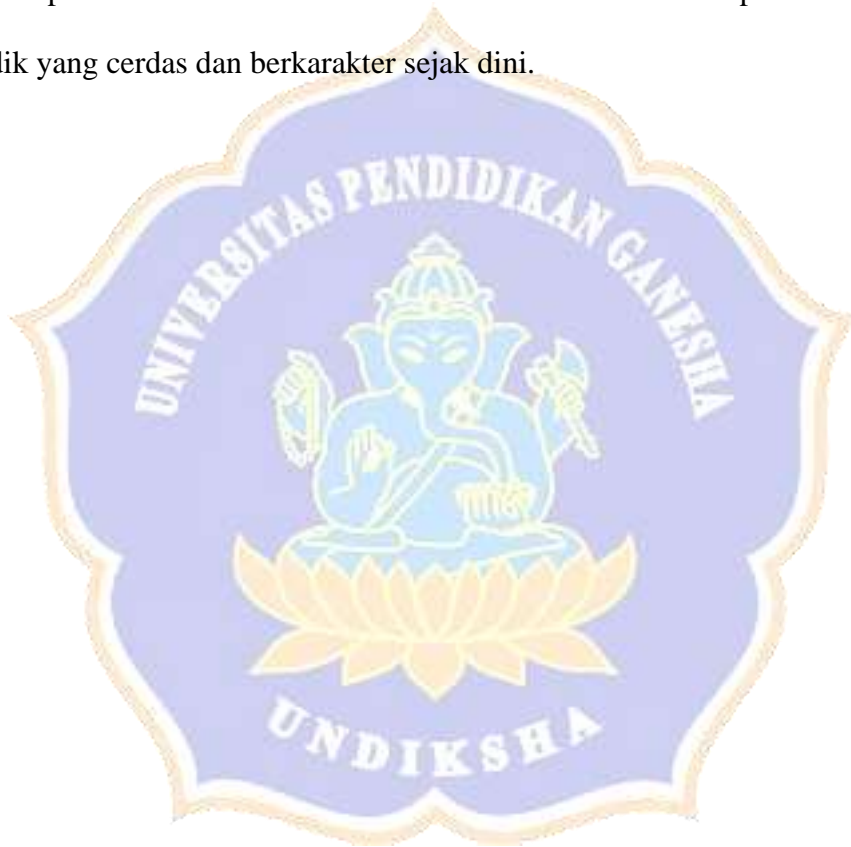 dik yang cerdas dan berkarakter sejak dini.
UNIVERSITAS PENDIDIKAN GANESHA
UNDIKSHA